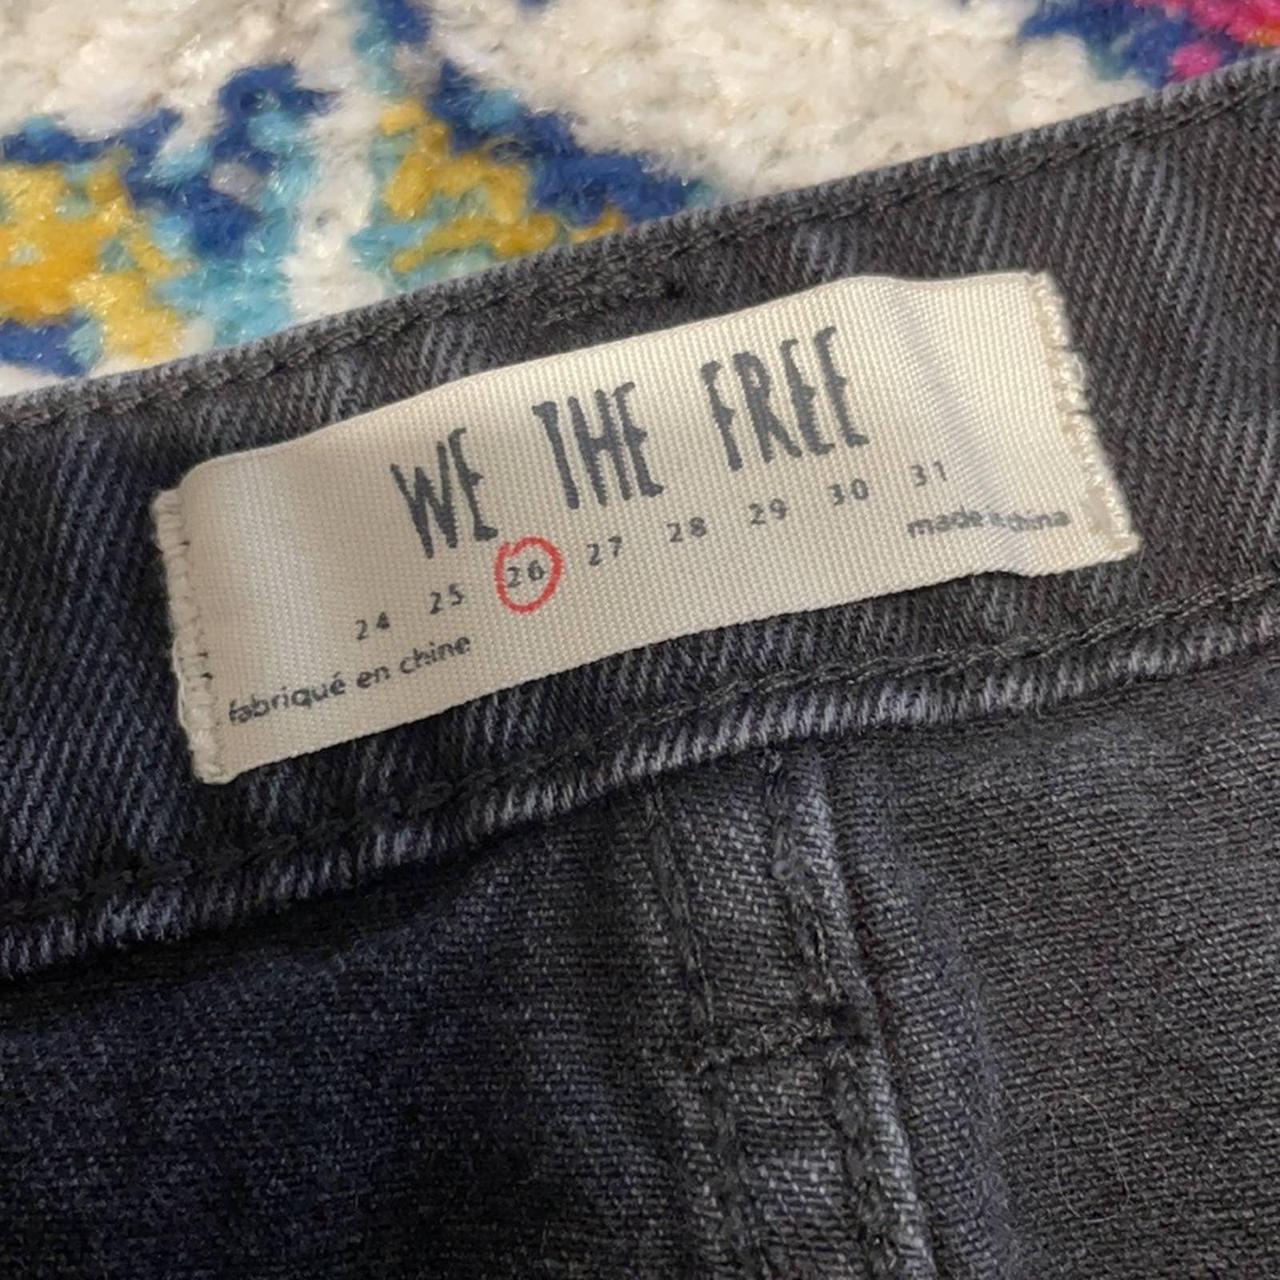 WE THE FREE
24 25 26 27 28 29 30 31
fabriqué en chine
made in china